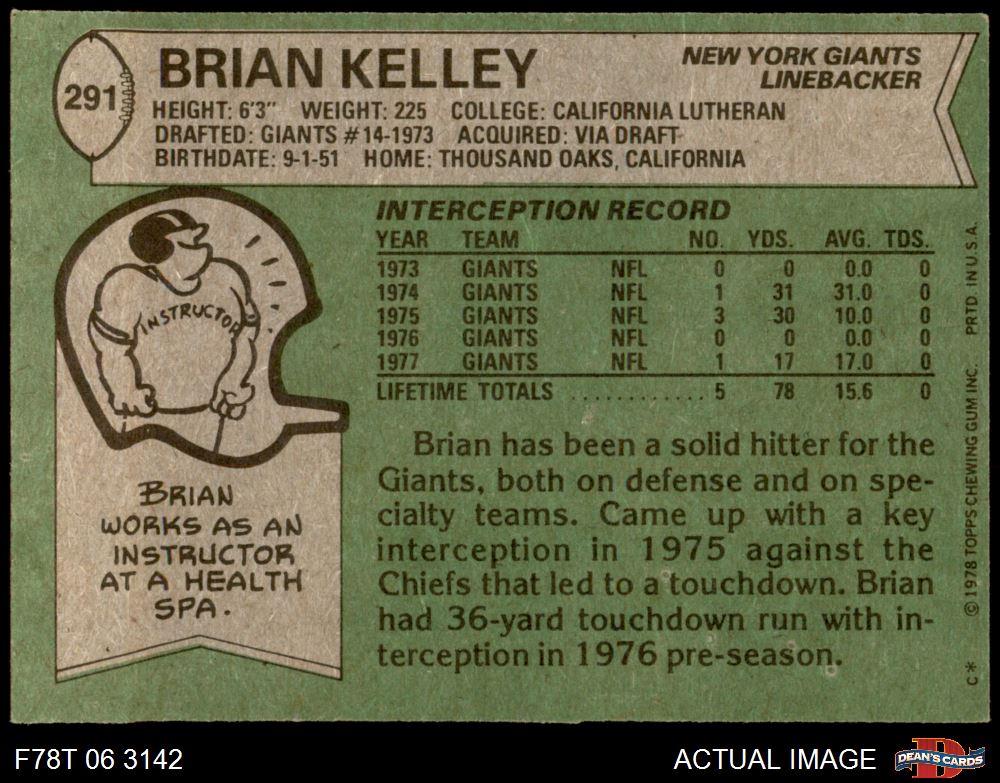 291
BRIAN KELLEY
NEW YORK GIANTS
LINEBACKER
HEIGHT: 6'3" WEIGHT: 225 COLLEGE: CALIFORNIA LUTHERAN
DRAFTED: GIANTS #14-1973 ACQUIRED: VIA DRAFT
BIRTHDATE: 9-1-51 HOME: THOUSAND OAKS, CALIFORNIA
INSTRUCTOR
BRIAN
WORKS AS AN
INSTRUCTOR
AT A HEALTH
SPA.
INTERCEPTION RECORD
YEAR TEAM NO. YDS. AVG. TDS.
1973 GIANTS NFL 0 0 0.0 0
1974 GIANTS NFL 1 31 31.0 0
1975 GIANTS NFL 3 30 10.0 0
1976 GIANTS NFL 0 0 0.0 0
1977 GIANTS NFL 1 17 17.0 0
LIFETIME TOTALS ............ 5 78 15.6 0
Brian has been a solid hitter for the
Giants, both on defense and on spe-
cialty teams. Came up with a key
interception in 1975 against the
Chiefs that led to a touchdown. Brian
had 36-yard touchdown run with in-
terception in 1976 pre-season.
C* © 1978 TOPPS CHEWING GUM INC. PRTD. IN U.S.A.
F78T 06 3142
ACTUAL IMAGE
D
DEAN'S CARDS